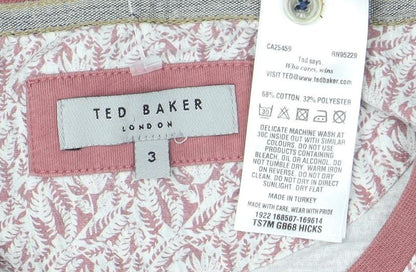 CA25459 RN95229
Ted says,
Who cares, wins
VISIT TED@www.tedbaker.com
68% COTTON, 32% POLYESTER
30
DELICATE MACHINE WASH AT
30C INSIDE OUT WITH SIMILAR
COLOURS. DO NOT USE
PRODUCTS CONTAINING
BLEACH, OIL OR ALCOHOL. DO
NOT TUMBLE DRY. WARM IRON
ON REVERSE. DO NOT DRY
CLEAN. DO NOT DRY IN DIRECT
SUNLIGHT. DRY FLAT
MADE IN TURKEY
MADE WITH CARE, WEAR WITH PRIDE
1922 168507-169614
TS7M GB68 HICKS
TED BAKER
LONDON
3